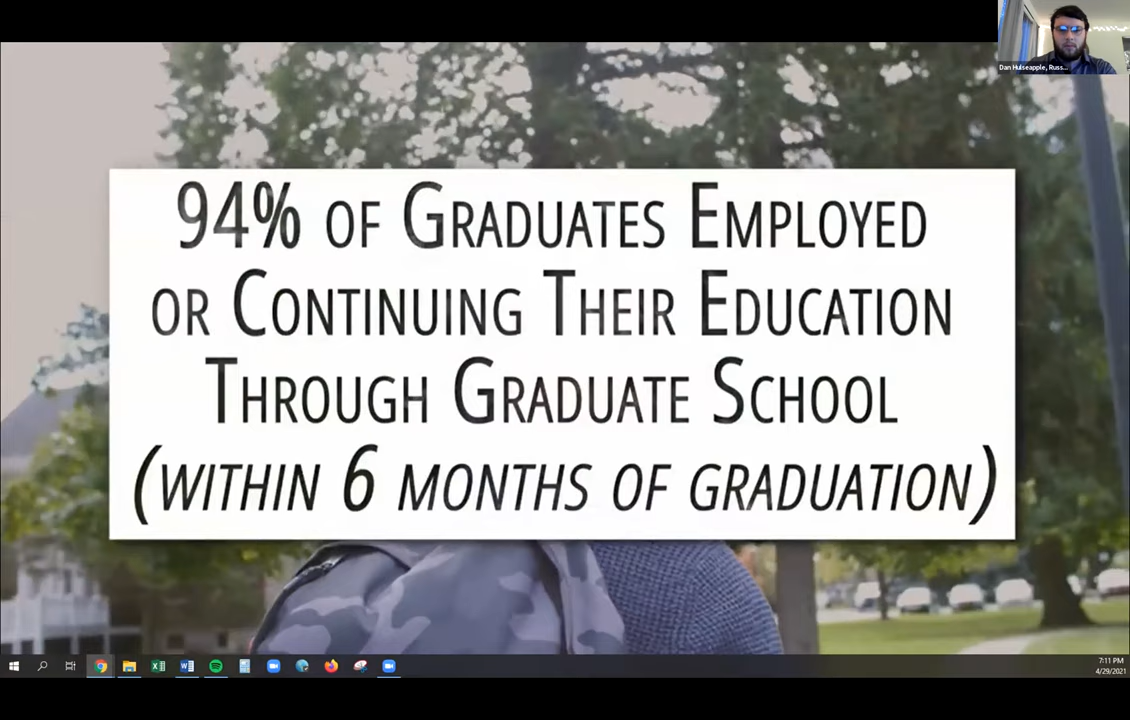 Dan Hulseapple, Russ...
94% OF GRADUATES EMPLOYED
OR CONTINUING THEIR EDUCATION
THROUGH GRADUATE SCHOOL
(WITHIN 6 MONTHS OF GRADUATION)
7:11 PM
4/29/2021